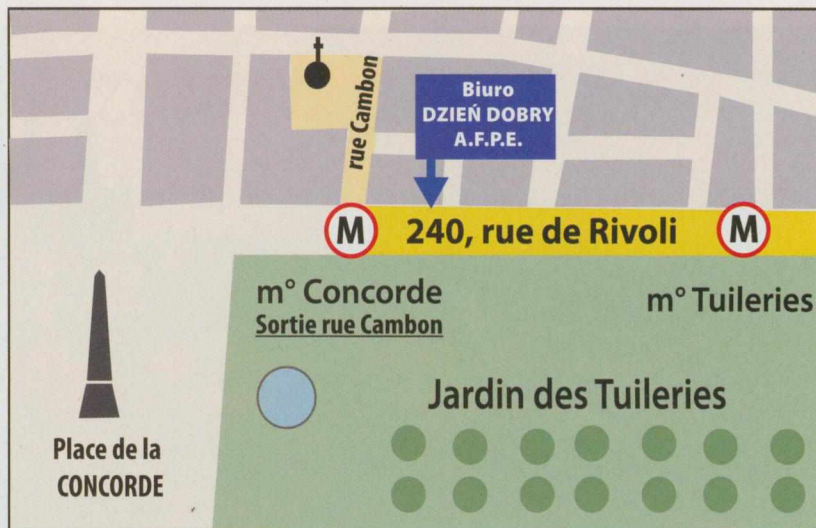 rue Cambon
Biuro
DZIEŃ DOBRY
A.F.P.E.
M
240, rue de Rivoli
M
m° Concorde
Sortie rue Cambon
m° Tuileries
Jardin des Tuileries
Place de la
CONCORDE